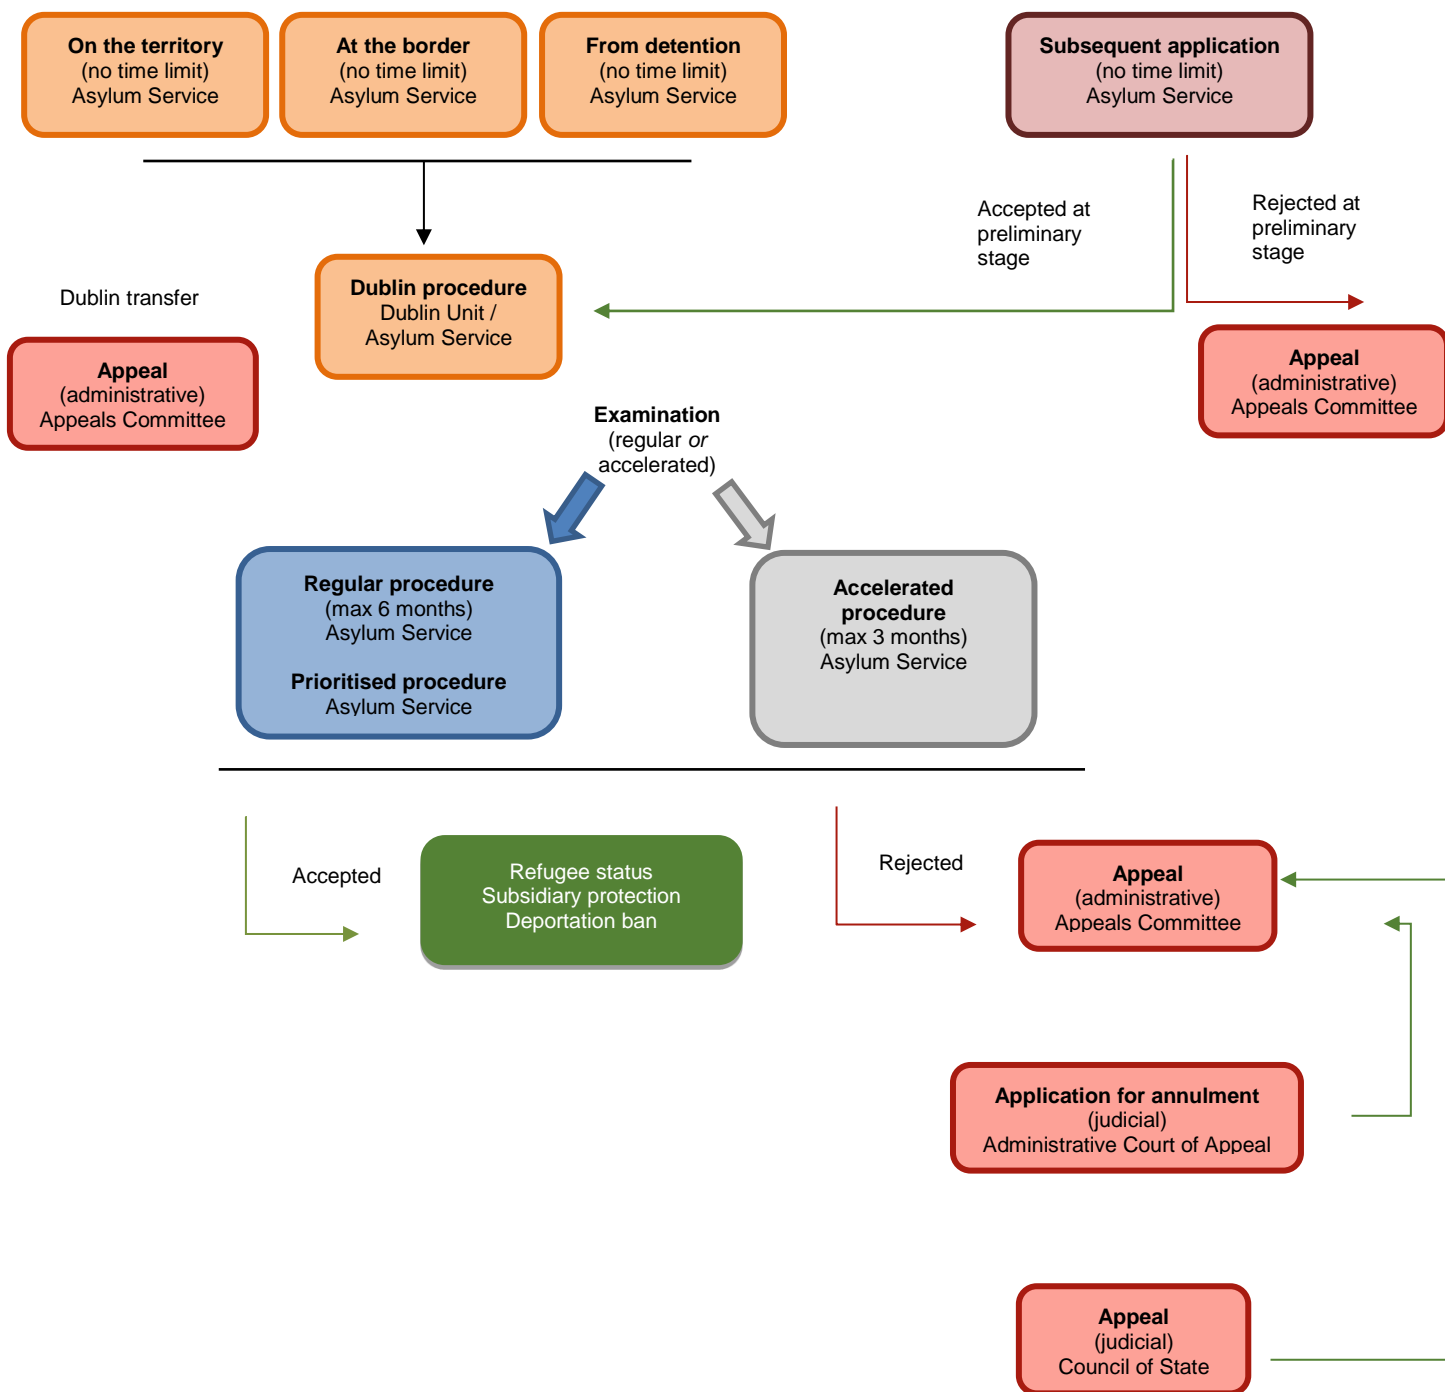 On the territory
(no time limit)
Asylum Service
At the border
(no time limit)
Asylum Service
From detention
(no time limit)
Asylum Service
Subsequent application
(no time limit)
Asylum Service
Accepted at
preliminary
stage
Rejected at
preliminary
stage
Dublin transfer
Dublin procedure
Dublin Unit /
Asylum Service
Appeal
(administrative)
Appeals Committee
Appeal
(administrative)
Appeals Committee
Examination
(regular or
accelerated)
Regular procedure
(max 6 months)
Asylum Service
Prioritised procedure
Asylum Service
Accelerated
procedure
(max 3 months)
Asylum Service
Accepted
Refugee status
Subsidiary protection
Deportation ban
Rejected
Appeal
(administrative)
Appeals Committee
Application for annulment
(judicial)
Administrative Court of Appeal
Appeal
(judicial)
Council of State